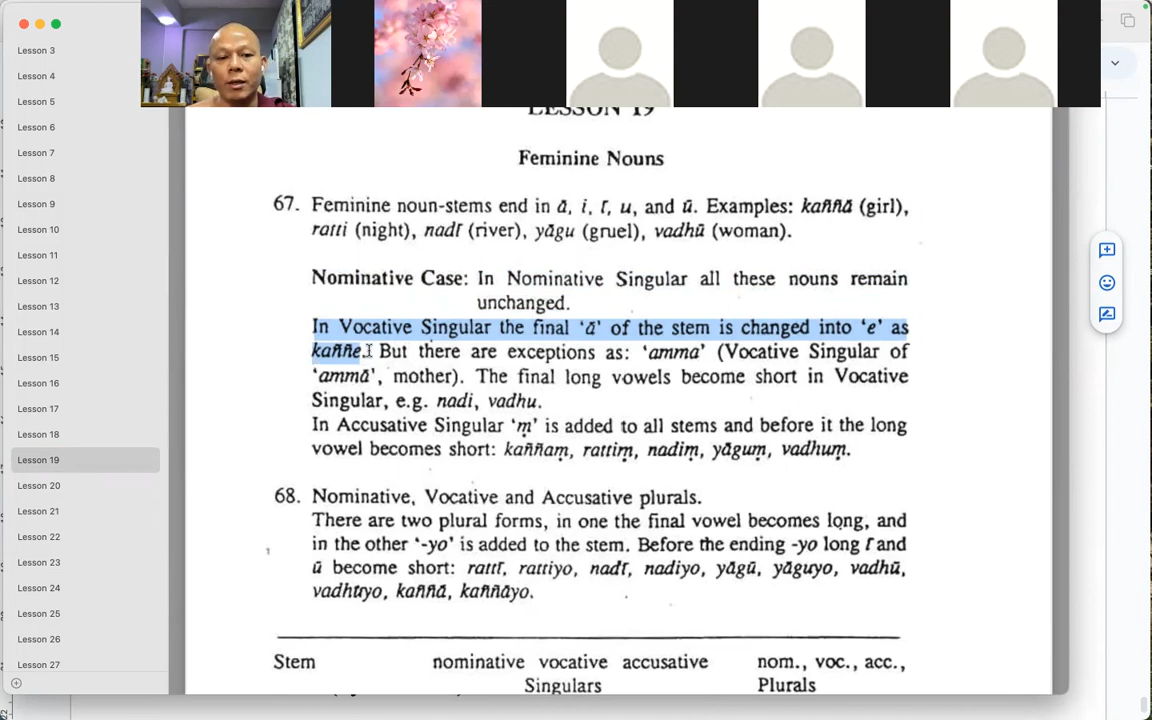 Lesson 3
Lesson 4
Lesson 5
Lesson 6
Lesson 7
Lesson 8
Lesson 9
Lesson 10
Lesson 11
Lesson 12
Lesson 13
Lesson 14
Lesson 15
Lesson 16
Lesson 17
Lesson 18
Lesson 19
Lesson 20
Lesson 21
Lesson 22
Lesson 23
Lesson 24
Lesson 25
Lesson 26
Lesson 27
LESSON 19
Feminine Nouns
67. Feminine noun-stems end in ā, i, ī, u, and ū. Examples: kaññā (girl),
ratti (night), nadī (river), yāgu (gruel), vadhū (woman).
Nominative Case: In Nominative Singular all these nouns remain
unchanged.
In Vocative Singular the final ‘ā’ of the stem is changed into ‘e’ as
kaññe. But there are exceptions as: ‘amma’ (Vocative Singular of
‘ammā’, mother). The final long vowels become short in Vocative
Singular, e.g. nadi, vadhu.
In Accusative Singular ‘ṃ’ is added to all stems and before it the long
vowel becomes short: kaññaṃ, rattiṃ, nadiṃ, yāguṃ, vadhuṃ.
68. Nominative, Vocative and Accusative plurals.
There are two plural forms, in one the final vowel becomes long, and
in the other ‘-yo’ is added to the stem. Before the ending -yo long ī and
ū become short: rattī, rattiyo, nadī, nadiyo, yāgū, yāguyo, vadhū,
vadhuyo, kaññā, kaññāyo.
Stem nominative vocative accusative nom., voc., acc.,
Singulars Plurals